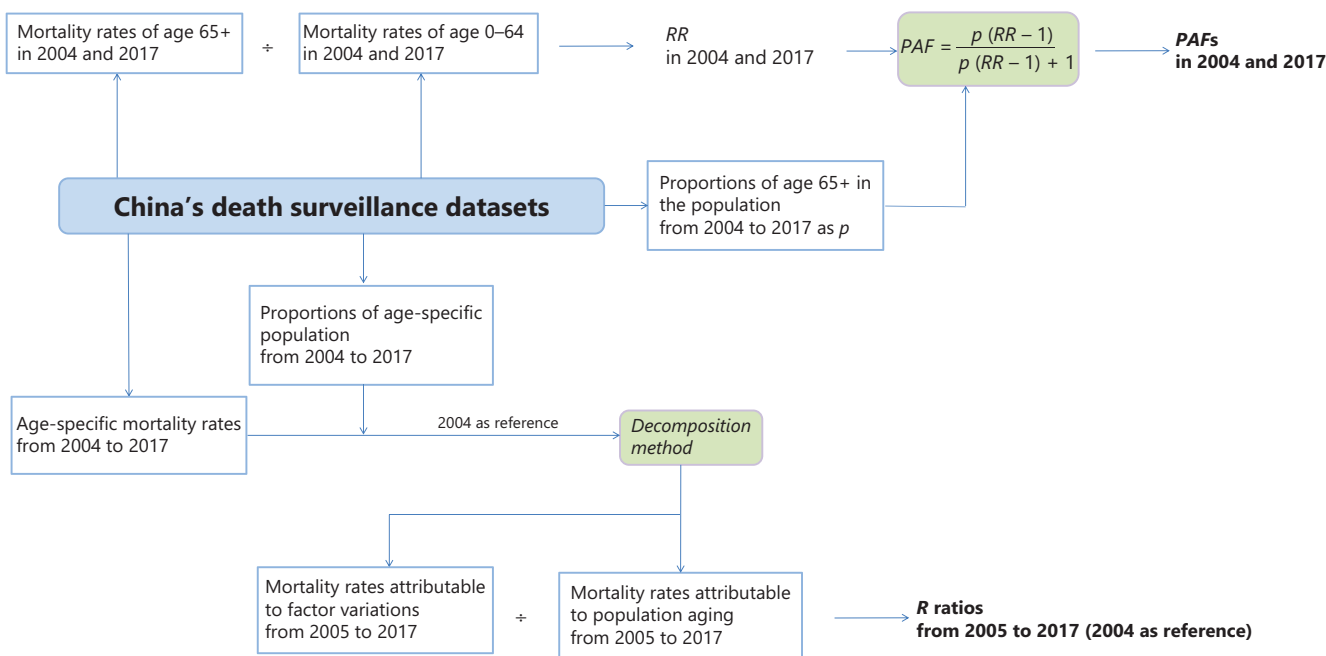 Mortality rates of age 65+
in 2004 and 2017
÷
Mortality rates of age 0–64
in 2004 and 2017
RR
in 2004 and 2017
PAF = p (RR – 1) / p (RR – 1) + 1
PAFs
in 2004 and 2017
China's death surveillance datasets
Proportions of age 65+ in
the population
from 2004 to 2017 as p
Proportions of age-specific
population
from 2004 to 2017
Age-specific mortality rates
from 2004 to 2017
2004 as reference
Decomposition
method
Mortality rates attributable
to factor variations
from 2005 to 2017
÷
Mortality rates attributable
to population aging
from 2005 to 2017
R ratios
from 2005 to 2017 (2004 as reference)